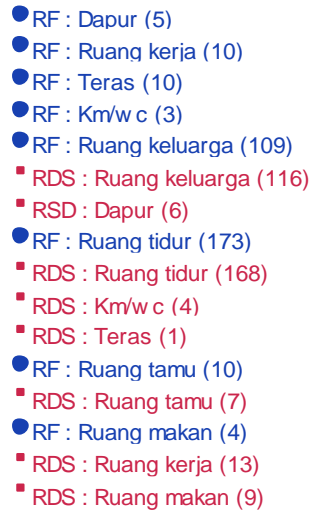 RF : Dapur (5)
RF : Ruang kerja (10)
RF : Teras (10)
RF : Km/w c (3)
RF : Ruang keluarga (109)
RDS : Ruang keluarga (116)
RSD : Dapur (6)
RF : Ruang tidur (173)
RDS : Ruang tidur (168)
RDS : Km/w c (4)
RDS : Teras (1)
RF : Ruang tamu (10)
RDS : Ruang tamu (7)
RF : Ruang makan (4)
RDS : Ruang kerja (13)
RDS : Ruang makan (9)